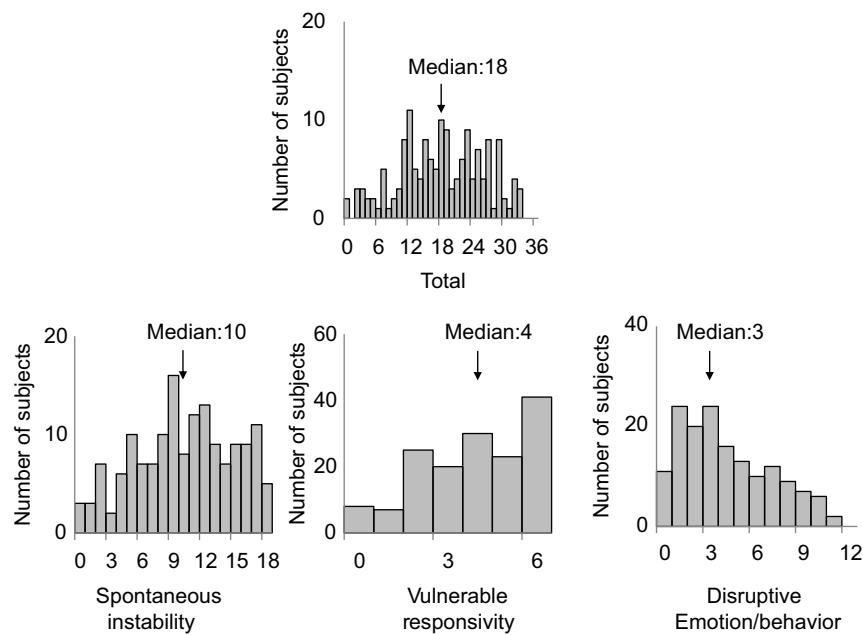 20
Median:18
10
Number of subjects
0
0 6 12 18 24 30 36
Total
20
Median:10
10
Number of subjects
0
0 3 6 9 12 15 18
Spontaneous
instability
60
Median:4
40
20
Number of subjects
0
0 3 6
Vulnerable
responsivity
40
Median:3
20
Number of subjects
0
0 3 6 9 12
Disruptive
Emotion/behavior